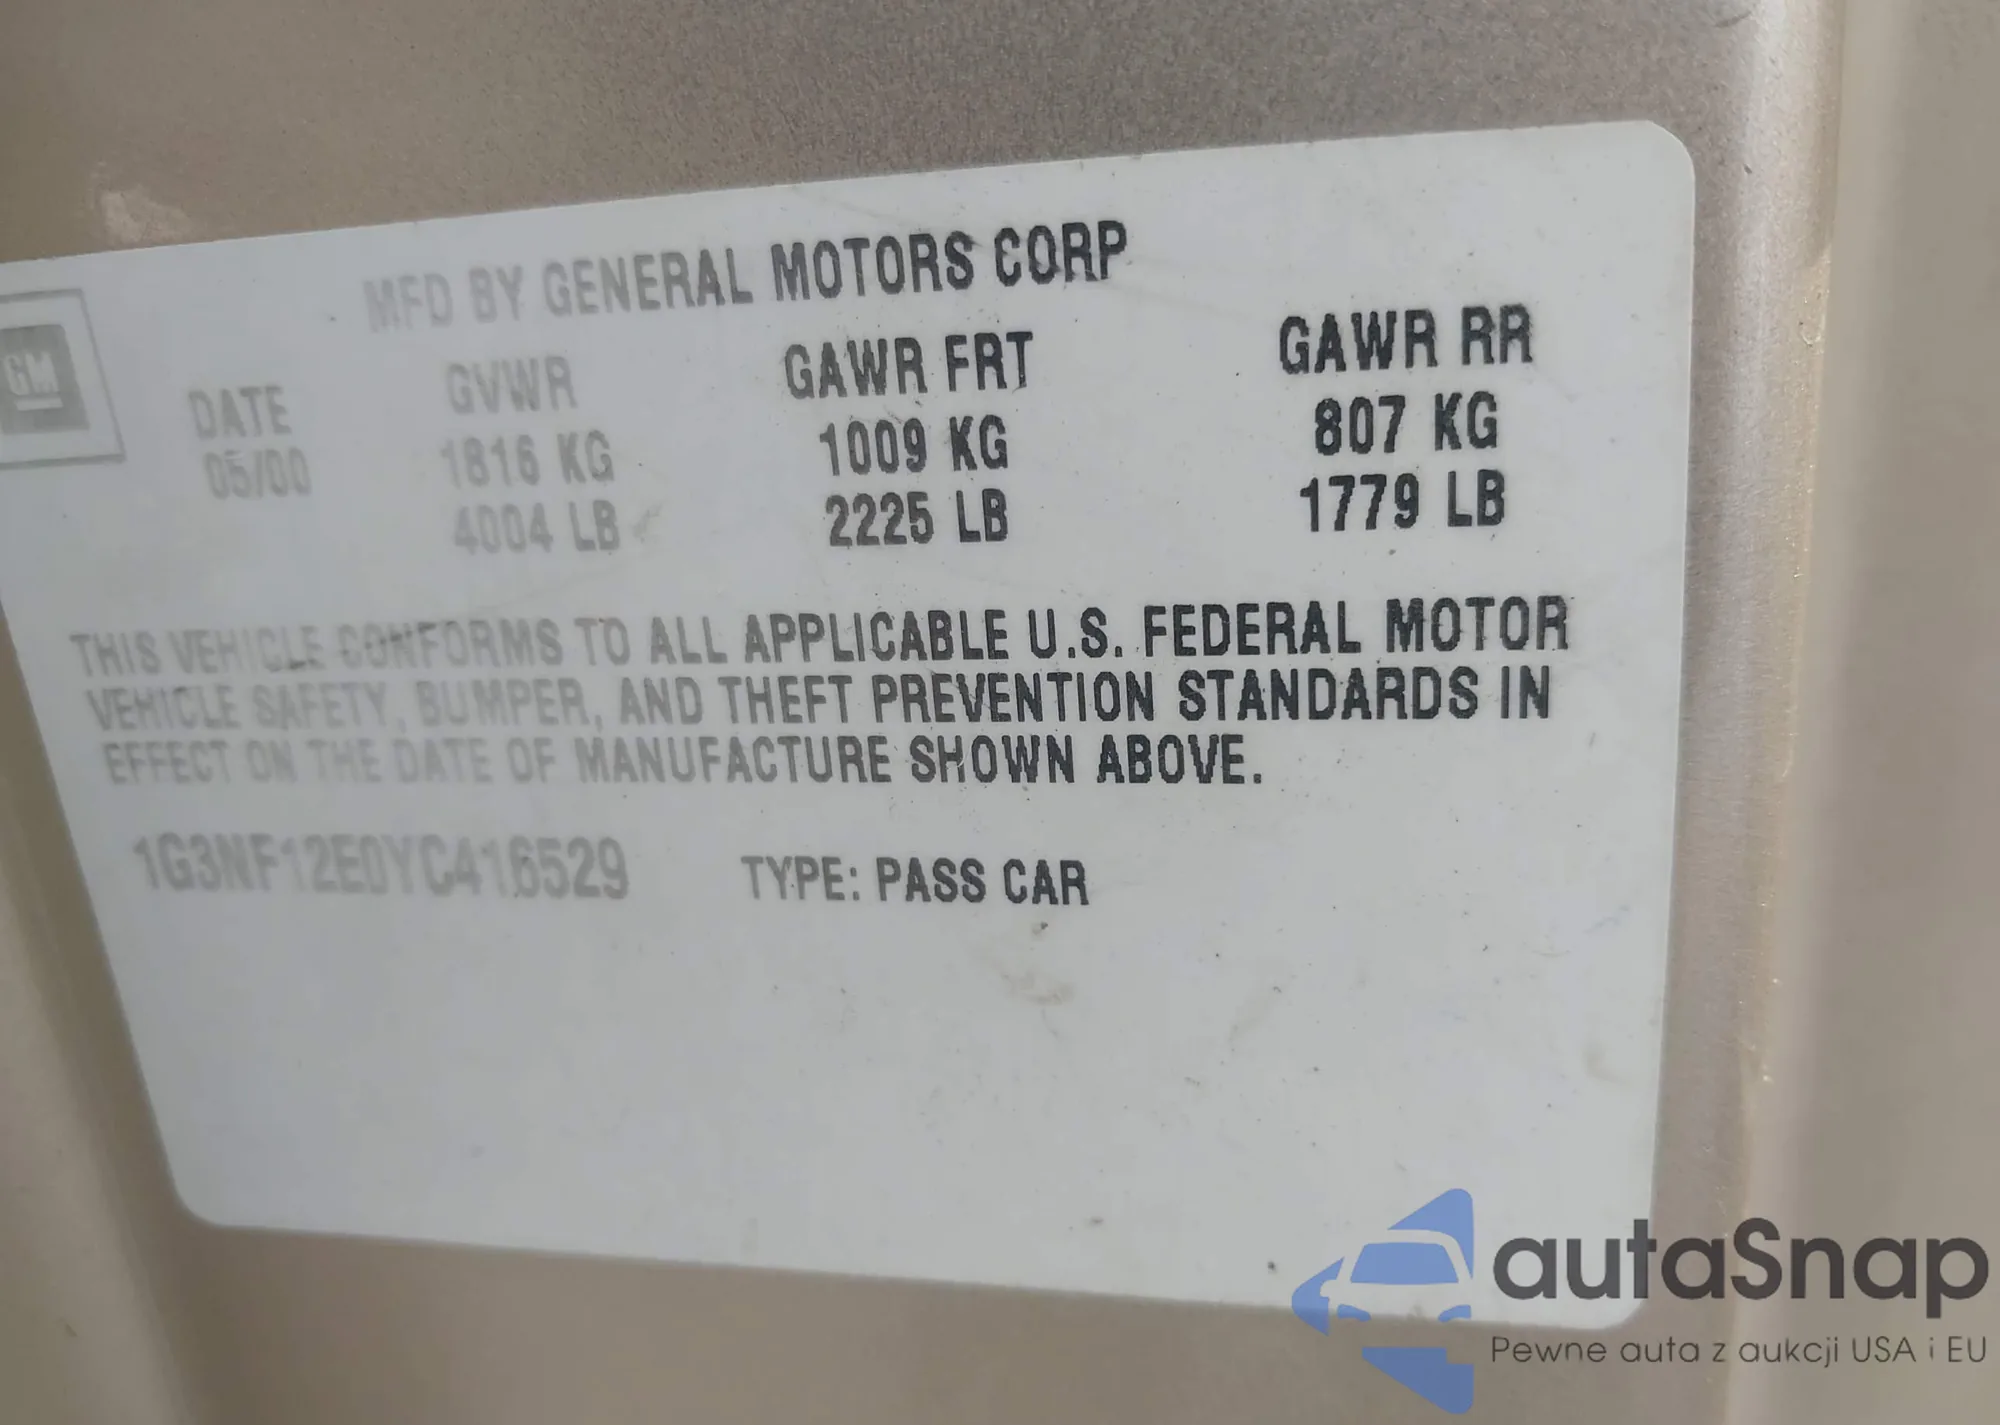 MFD BY GENERAL MOTORS CORP
GM
DATE GVWR GAWR FRT GAWR RR
05/00 1816 KG 1009 KG 807 KG
4004 LB 2225 LB 1779 LB
THIS VEHICLE CONFORMS TO ALL APPLICABLE U.S. FEDERAL MOTOR
VEHICLE SAFETY, BUMPER, AND THEFT PREVENTION STANDARDS IN
EFFECT ON THE DATE OF MANUFACTURE SHOWN ABOVE.
1G3NF12E0YC416529 TYPE: PASS CAR
autaSnap
Pewne auta z aukcji USA i EU